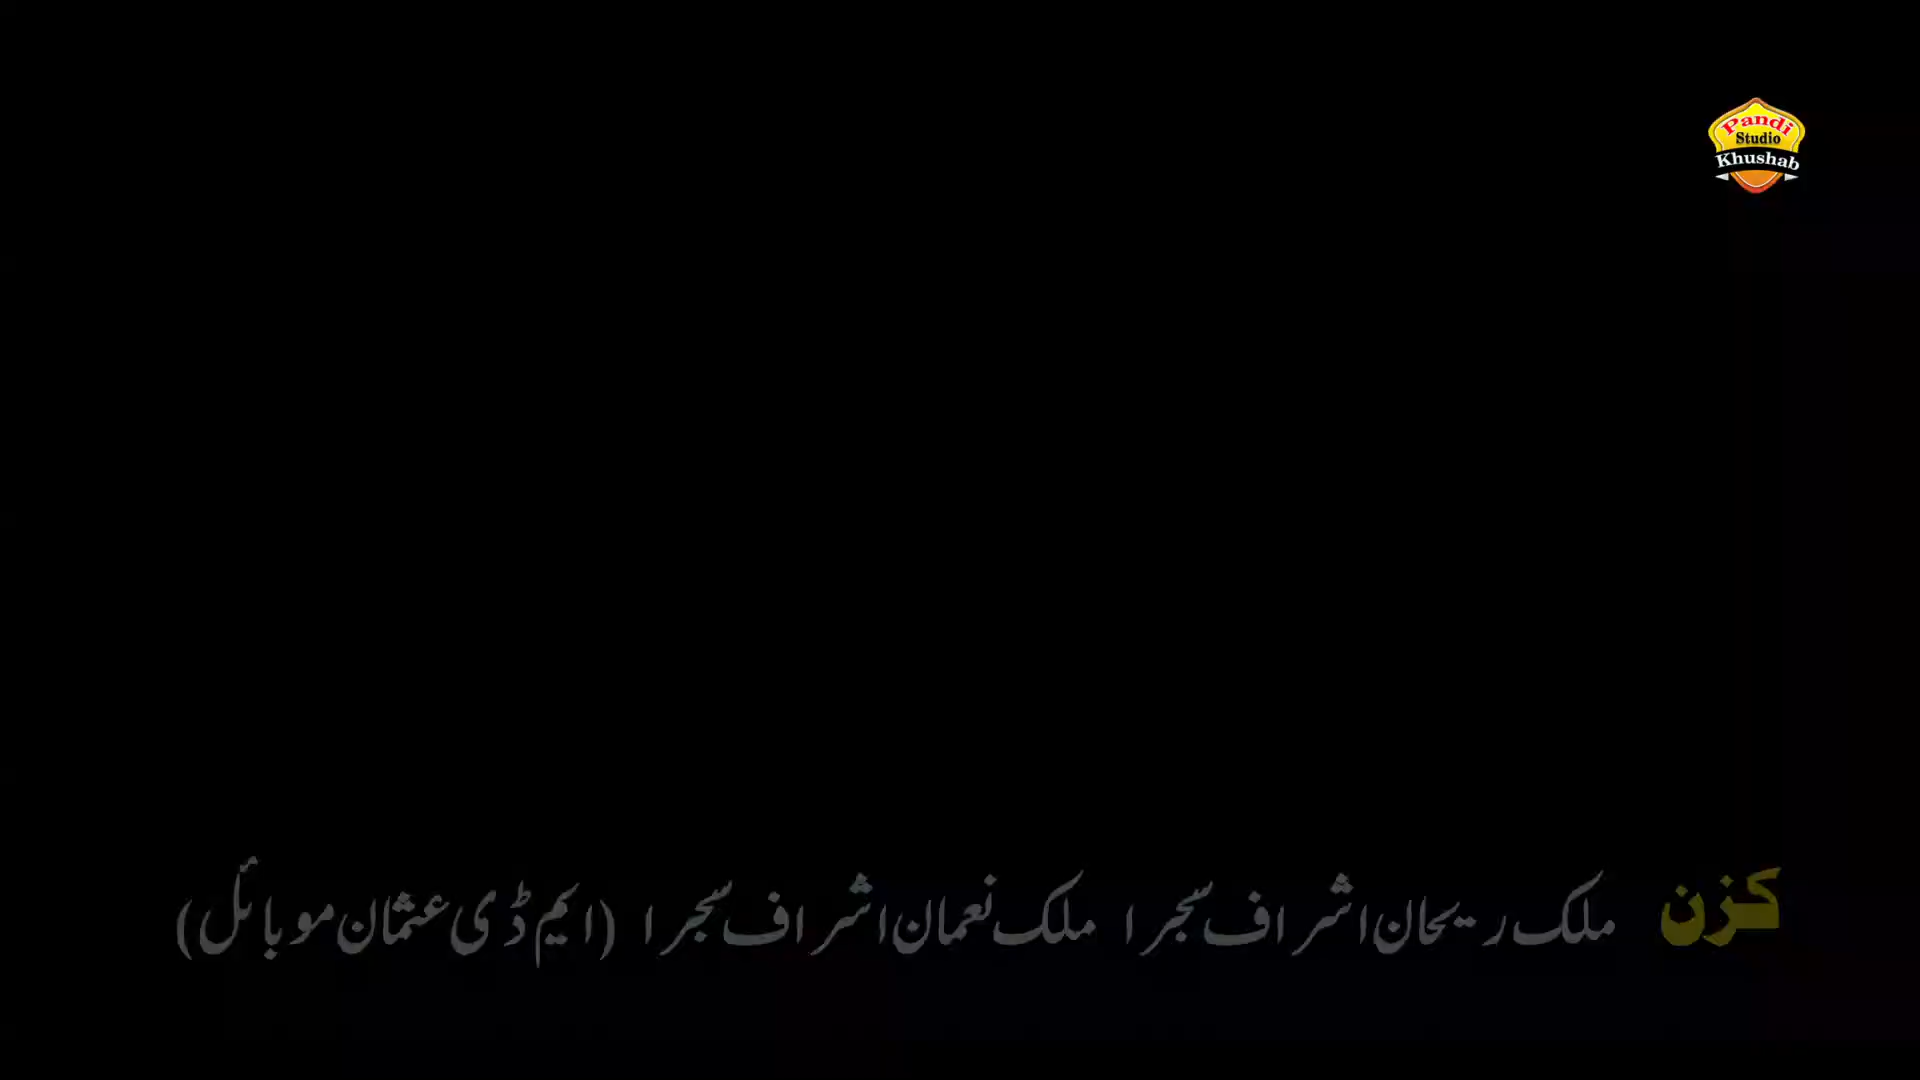 Pandi
Studio
Khushab
کزن ملک ریحان اشراف سجرا ملک نعمان اشراف سجرا (ایم ڈی عثمان موبائل)